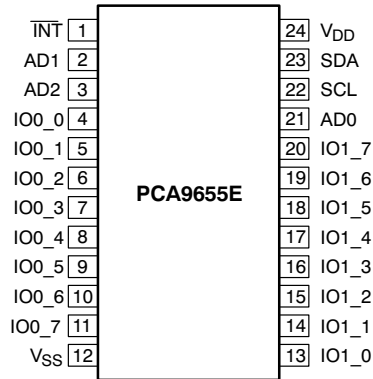 I̅N̅T̅ 1
AD1 2
AD2 3
IO0_0 4
IO0_1 5
IO0_2 6
IO0_3 7
IO0_4 8
IO0_5 9
IO0_6 10
IO0_7 11
VSS 12
PCA9655E
24 VDD
23 SDA
22 SCL
21 AD0
20 IO1_7
19 IO1_6
18 IO1_5
17 IO1_4
16 IO1_3
15 IO1_2
14 IO1_1
13 IO1_0